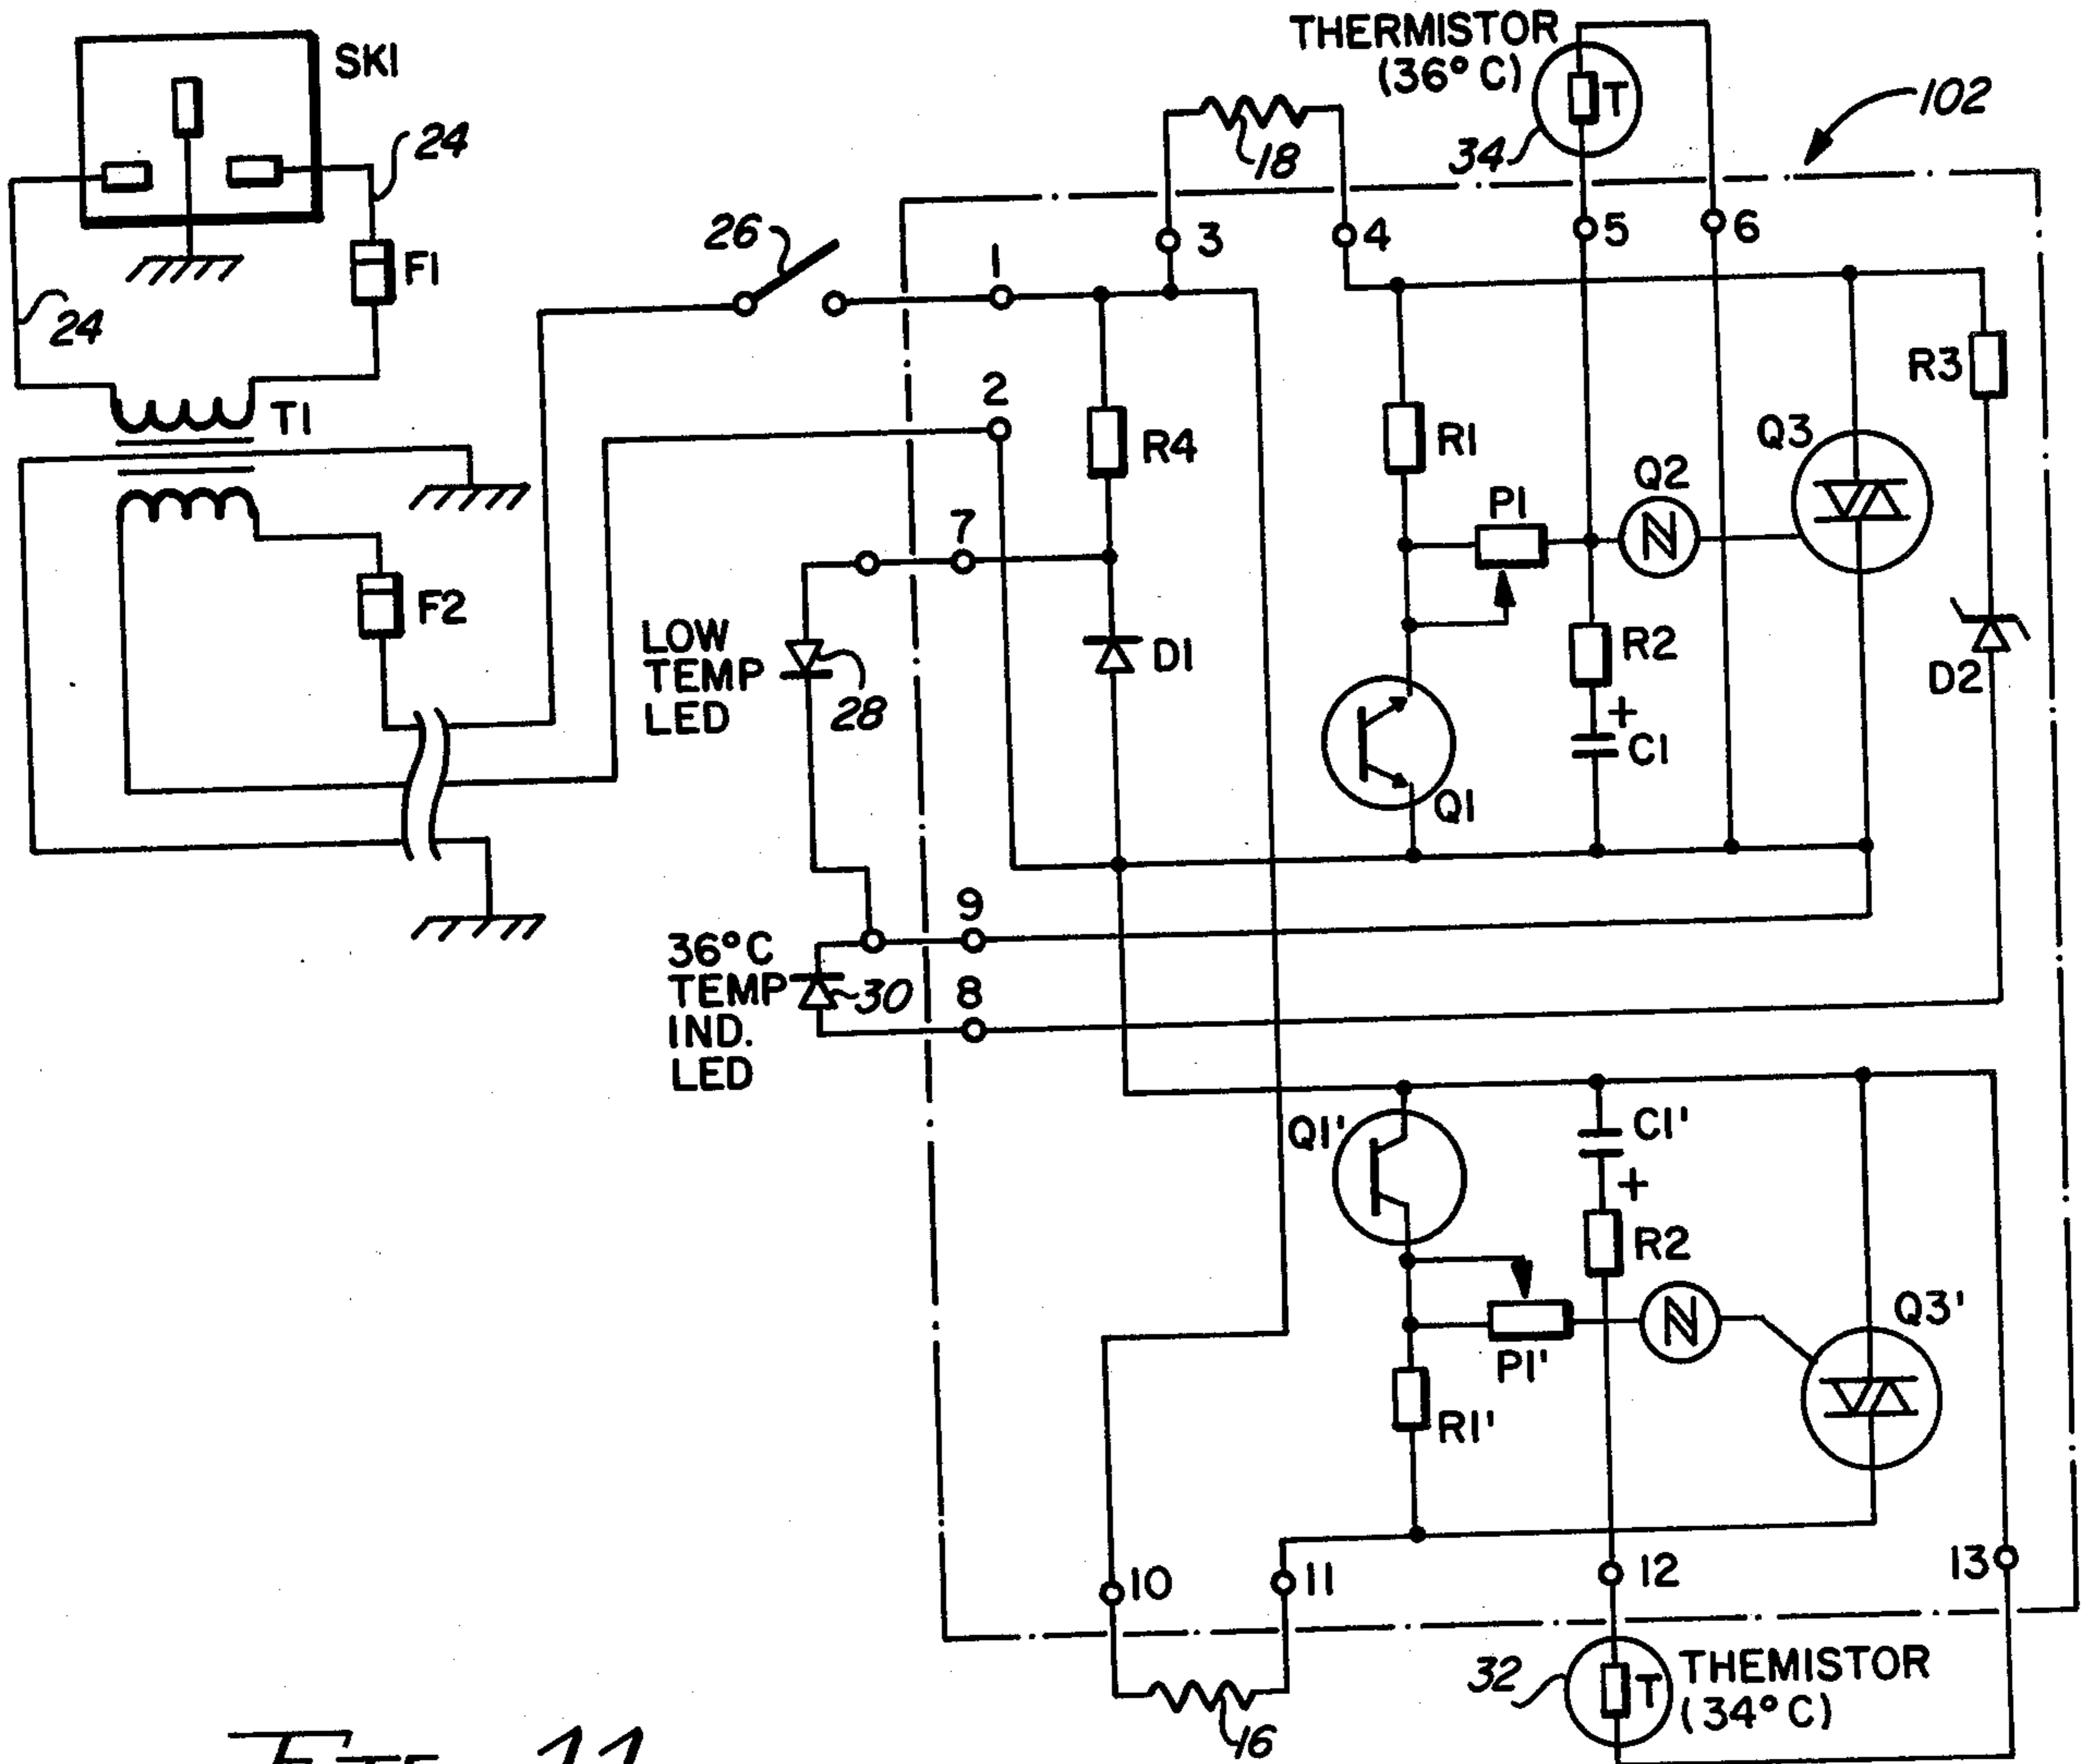 SK1
24
F1
24
T1
F2
26
1
2
7
LOW
TEMP
LED
28
36°C
TEMP
IND.
LED
30
9
8
18
3
4
THERMISTOR
(36°C)
T
34
5
6
102
R4
D1
R1
P1
Q2
N
Q3
R3
R2
+
C1
Q1
D2
Q1'
C1'
+
R2
N
P1'
Q3'
R1'
10
11
12
13
16
32
T
THEMISTOR
(34°C)